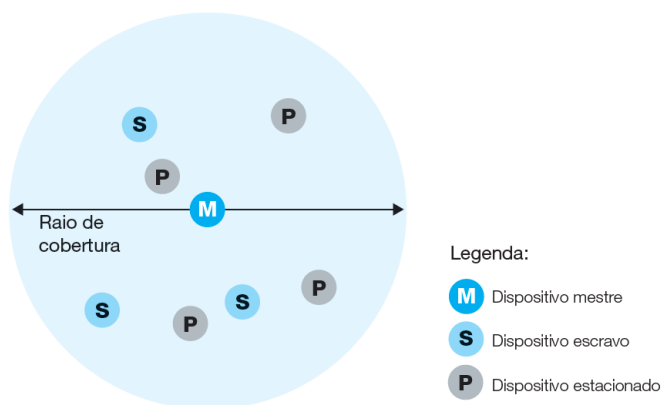 S
P
P
M
Raio de
cobertura
S
S
P
P
Legenda:
M Dispositivo mestre
S Dispositivo escravo
P Dispositivo estacionado